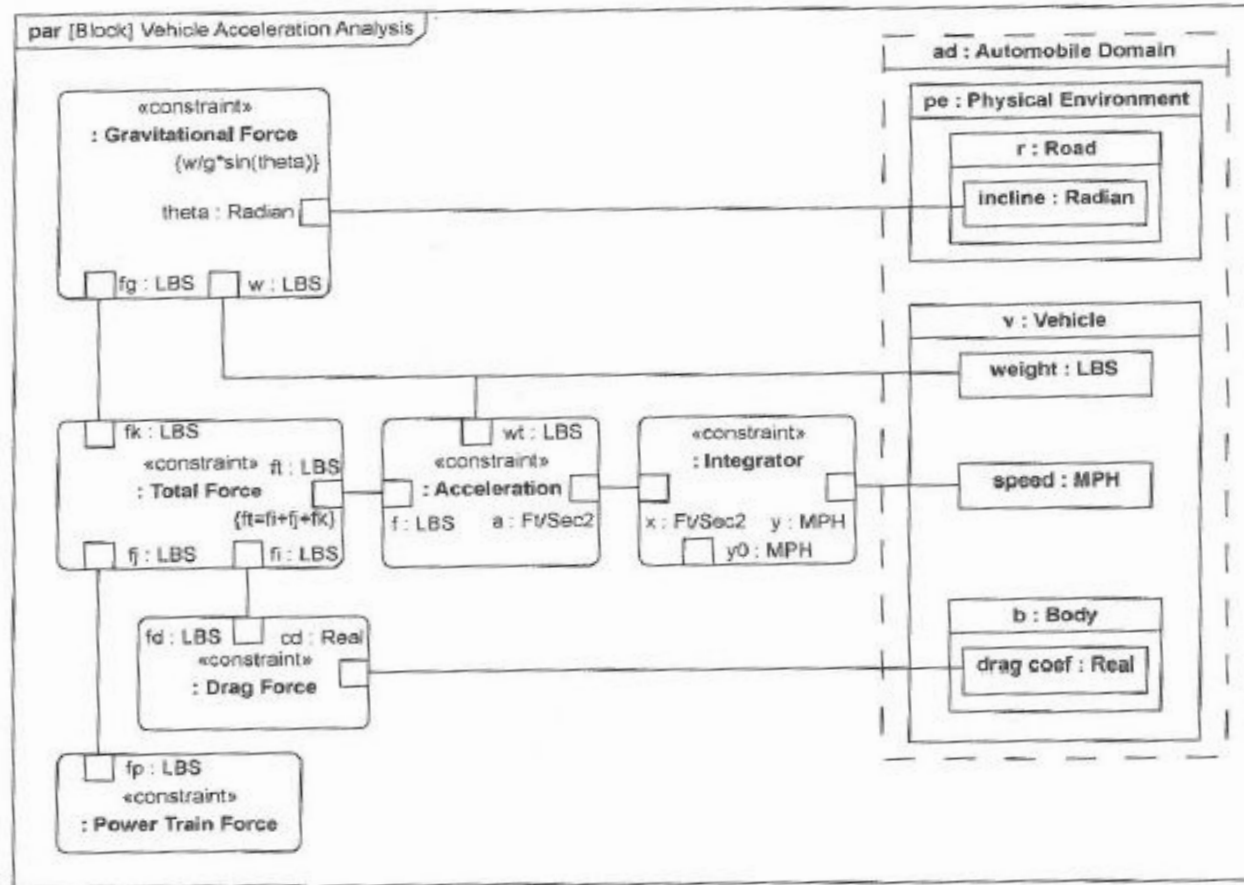 par [Block] Vehicle Acceleration Analysis
ad : Automobile Domain
«constraint»
: Gravitational Force
{w/g*sin(theta)}
theta : Radian
fg : LBS
w : LBS
pe : Physical Environment
r : Road
incline : Radian
v : Vehicle
weight : LBS
speed : MPH
b : Body
drag coef : Real
fk : LBS
«constraint»
ft : LBS
: Total Force
{ft=fi+fj+fk}
fj : LBS
fi : LBS
wt : LBS
«constraint»
: Acceleration
f : LBS
a : Ft/Sec2
«constraint»
: Integrator
x : Ft/Sec2
y : MPH
y0 : MPH
fd : LBS
cd : Real
«constraint»
: Drag Force
fp : LBS
«constraint»
: Power Train Force